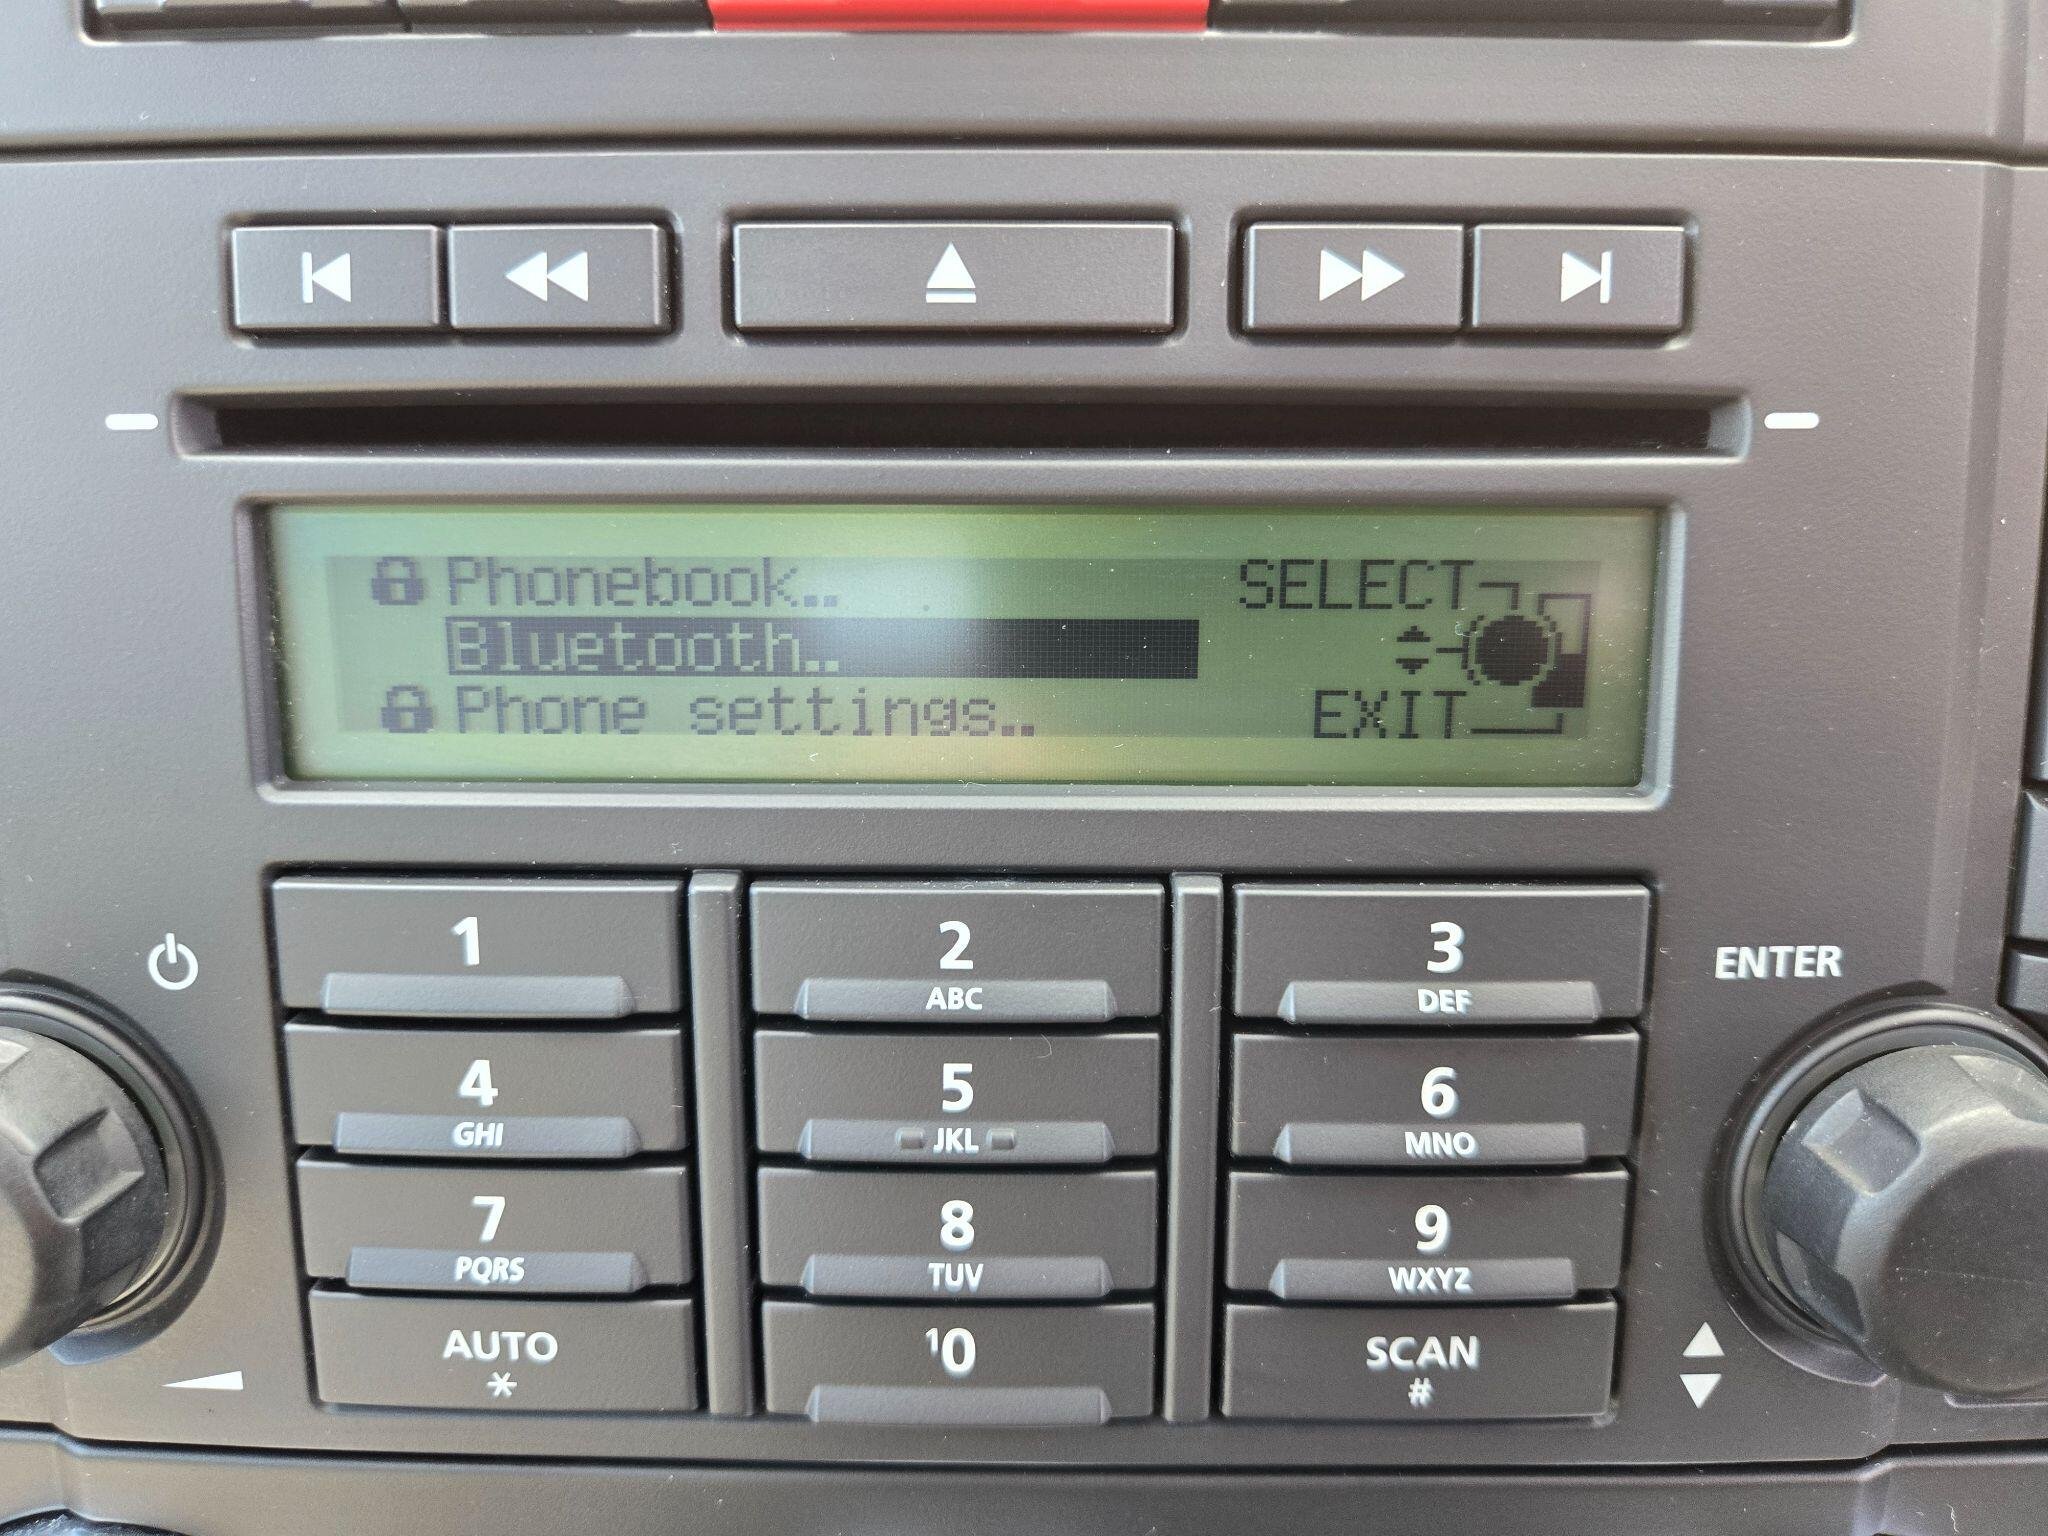 Phonebook..
SELECT
Bluetooth..
Phone settings..
EXIT
1
2
ABC
3
DEF
ENTER
4
GHI
5
JKL
6
MNO
7
PQRS
8
TUV
9
WXYZ
AUTO
*
10
SCAN
#